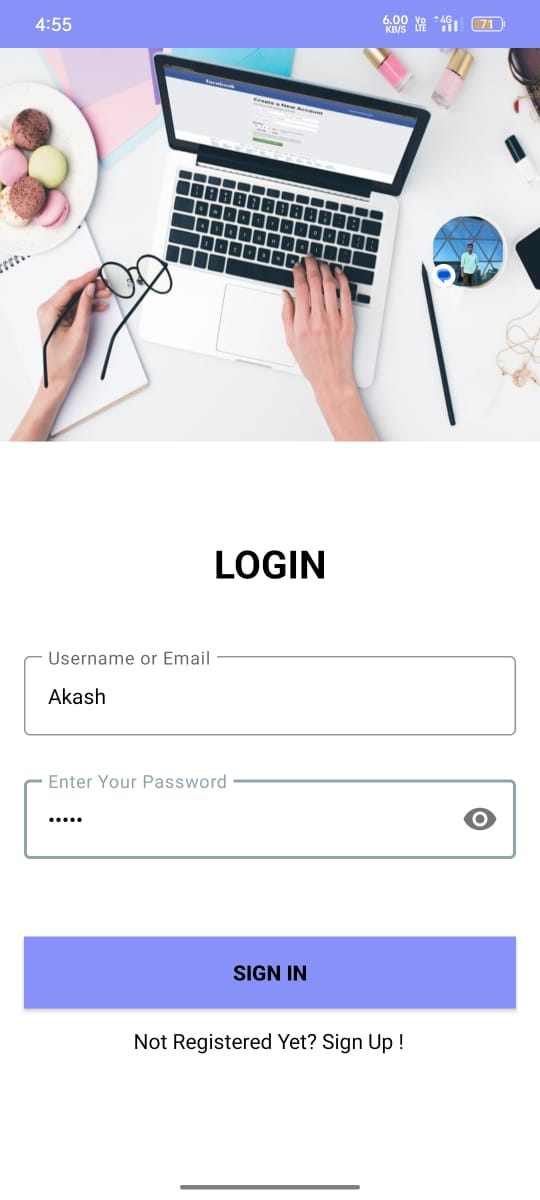 4:55
6.00 KB/S Vo LTE 4G 71
facebook
Create a New Account
LOGIN
Username or Email
Akash
Enter Your Password
•••••
SIGN IN
Not Registered Yet? Sign Up !